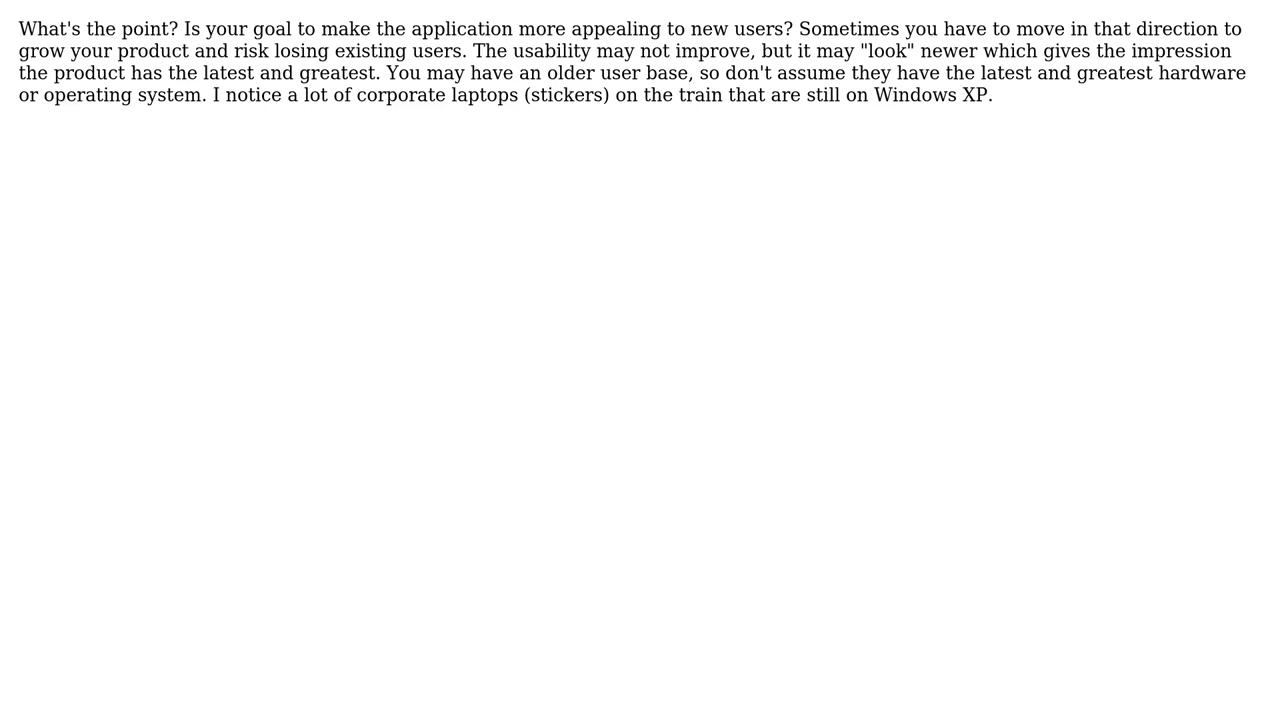 What's the point? Is your goal to make the application more appealing to new users? Sometimes you have to move in that direction to
grow your product and risk losing existing users. The usability may not improve, but it may "look" newer which gives the impression
the product has the latest and greatest. You may have an older user base, so don't assume they have the latest and greatest hardware
or operating system. I notice a lot of corporate laptops (stickers) on the train that are still on Windows XP.